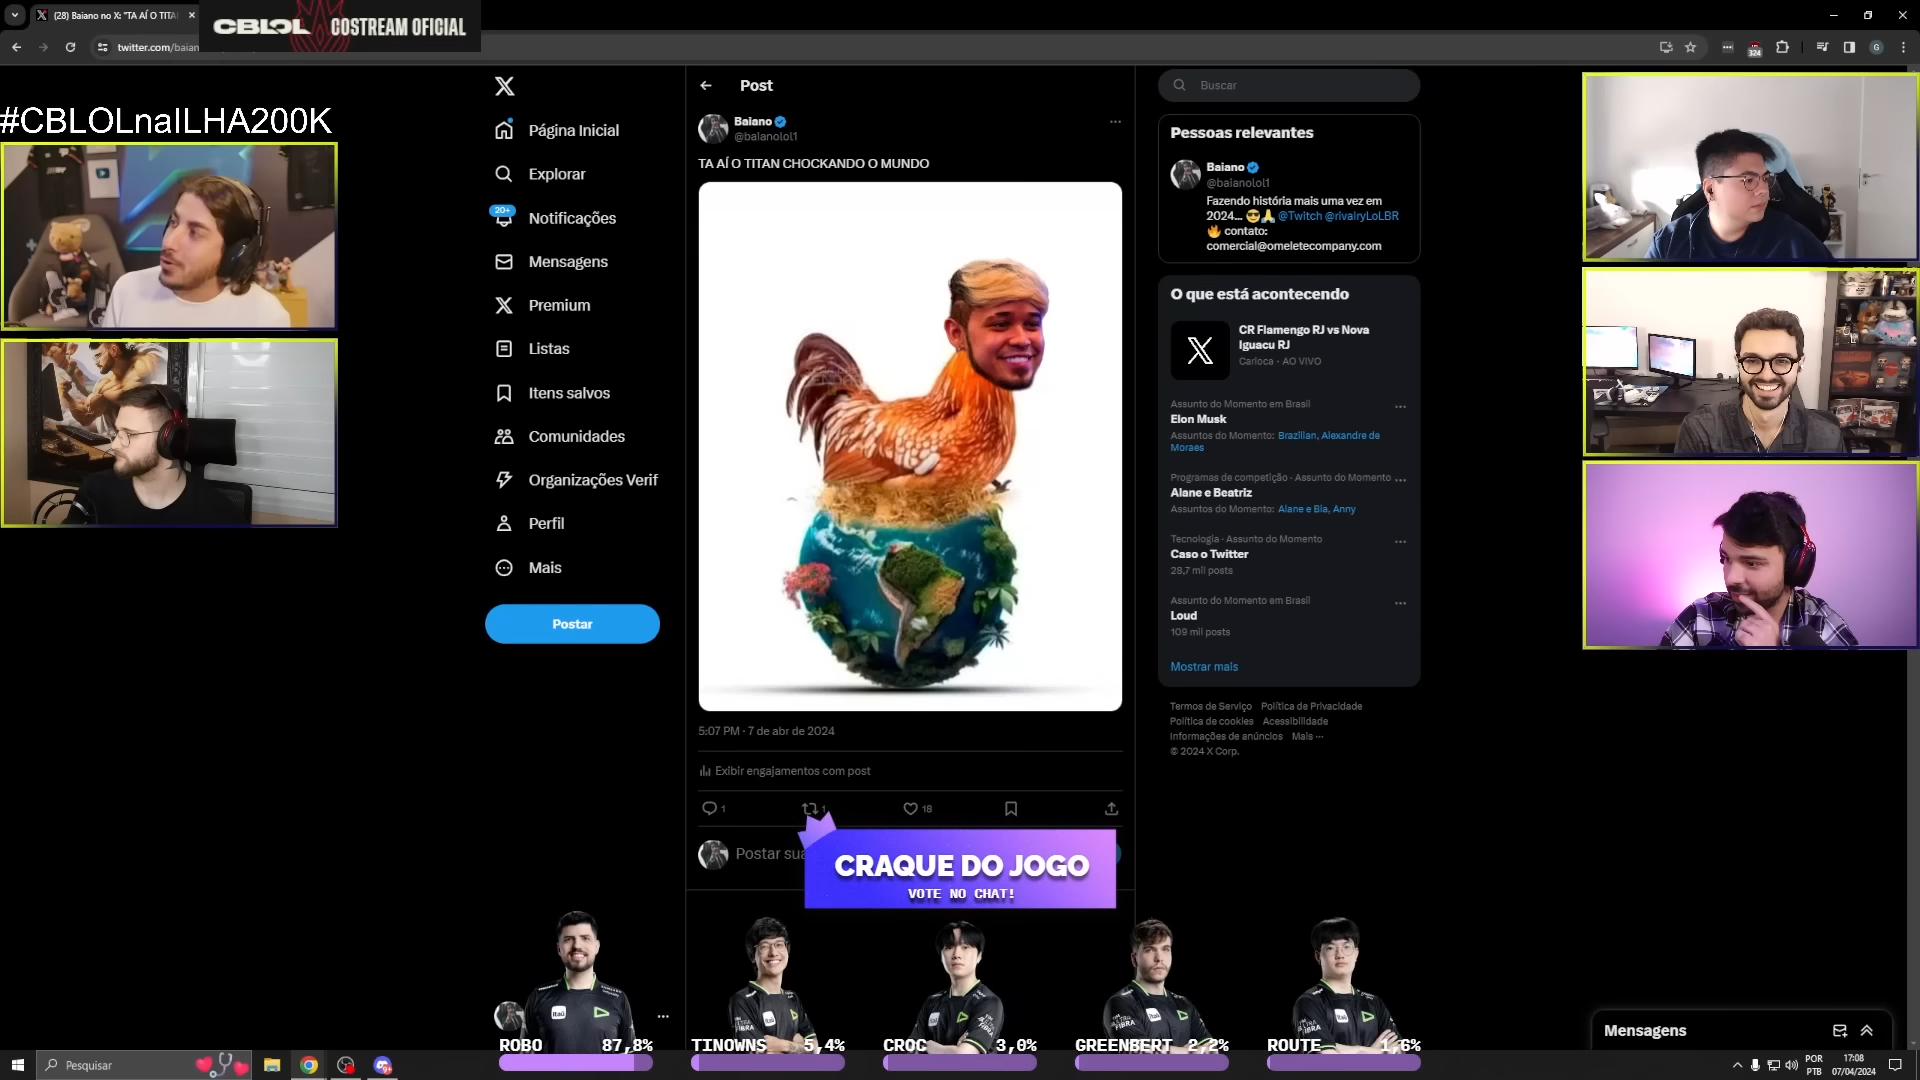 (28) Baiano no X: "TA AÍ O TITA
CBLOL COSTREAM OFICIAL
twitter.com/baian
324
G
#CBLOLnaILHA200K
Página Inicial
Explorar
20+
Notificações
Mensagens
Premium
Listas
Itens salvos
Comunidades
Organizações Verif
Perfil
Mais
Postar
Post
Baiano
@baianolol1
TA AÍ O TITAN CHOCKANDO O MUNDO
5:07 PM · 7 de abr de 2024
Exibir engajamentos com post
1
1
18
Postar sua
Buscar
Pessoas relevantes
Baiano
@baianolol1
Fazendo história mais uma vez em
2024... 😎🙏 @Twitch @rivalryLoLBR
🔥 contato:
comercial@omeletecompany.com
O que está acontecendo
CR Flamengo RJ vs Nova
Iguacu RJ
Carioca · AO VIVO
Assunto do Momento em Brasil
Elon Musk
Assuntos do Momento: Brazilian, Alexandre de
Moraes
Programas de competição · Assunto do Momento
Alane e Beatriz
Assuntos do Momento: Alane e Bia, Anny
Tecnologia · Assunto do Momento
Caso o Twitter
28,7 mil posts
Assunto do Momento em Brasil
Loud
109 mil posts
Mostrar mais
Termos de Serviço Política de Privacidade
Política de cookies Acessibilidade
Informações de anúncios Mais ···
© 2024 X Corp.
CRAQUE DO JOGO
VOTE NO CHAT!
Itaú
FIBRA
Itaú
Itaú
ROBO 87,8%
TINOWNS 5,4%
CROC 3,0%
GREENBERT 2,2%
ROUTE 1,6%
Mensagens
Pesquisar
POR
PTB
17:08
07/04/2024